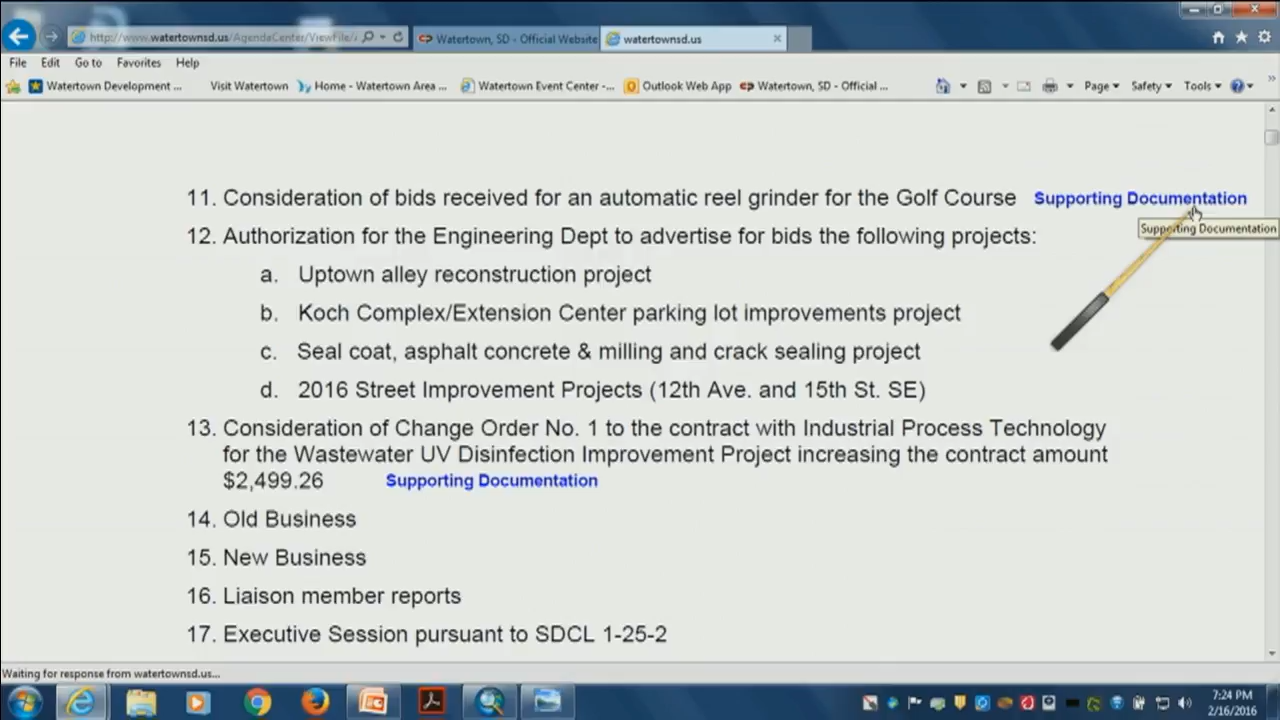 http://www.watertownsd.us/AgendaCenter/ViewFile/
Watertown, SD - Official Website
watertownsd.us
File Edit Go to Favorites Help
Watertown Development ... Visit Watertown Home - Watertown Area ... Watertown Event Center -... Outlook Web App Watertown, SD - Official ... Page Safety Tools
11. Consideration of bids received for an automatic reel grinder for the Golf Course Supporting Documentation
Supporting Documentation
12. Authorization for the Engineering Dept to advertise for bids the following projects:
a. Uptown alley reconstruction project
b. Koch Complex/Extension Center parking lot improvements project
c. Seal coat, asphalt concrete & milling and crack sealing project
d. 2016 Street Improvement Projects (12th Ave. and 15th St. SE)
13. Consideration of Change Order No. 1 to the contract with Industrial Process Technology
for the Wastewater UV Disinfection Improvement Project increasing the contract amount
$2,499.26 Supporting Documentation
14. Old Business
15. New Business
16. Liaison member reports
17. Executive Session pursuant to SDCL 1-25-2
Waiting for response from watertownsd.us...
7:24 PM
2/16/2016